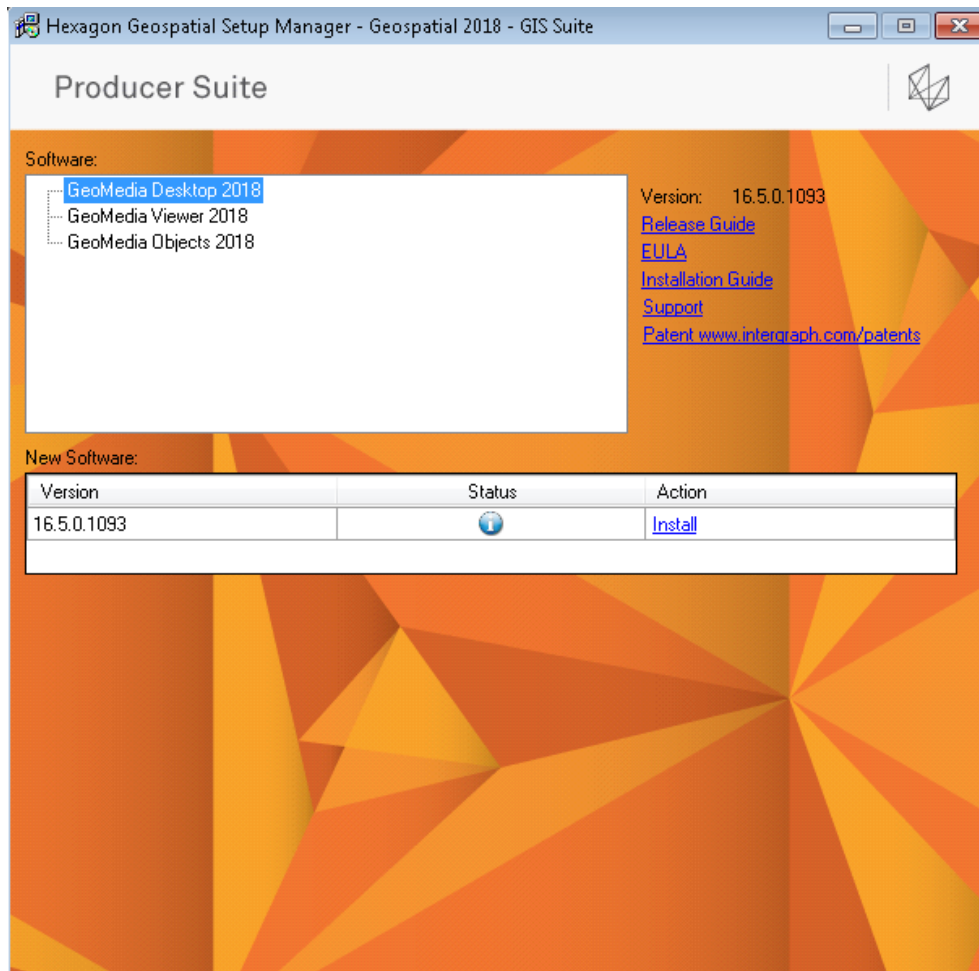 Hexagon Geospatial Setup Manager - Geospatial 2018 - GIS Suite
Producer Suite
Software:
GeoMedia Desktop 2018
GeoMedia Viewer 2018
GeoMedia Objects 2018
Version: 16.5.0.1093
Release Guide
EULA
Installation Guide
Support
Patent www.intergraph.com/patents
New Software:
Version Status Action
16.5.0.1093 Install